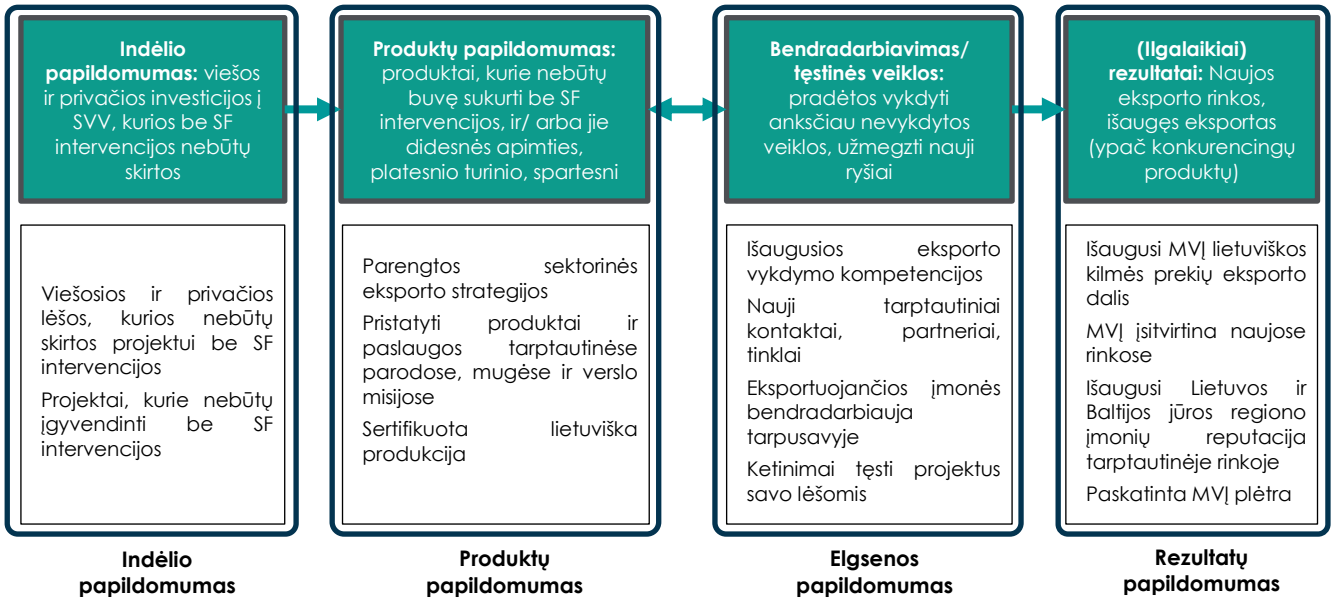 Indėlio
papildomumas: viešos
ir privačios investicijos į
SVV, kurios be SF
intervencijos nebūtų
skirtos
Viešosios ir privačios
lėšos, kurios nebūtų
skirtos projektui be SF
intervencijos
Projektai, kurie nebūtų
įgyvendinti be SF
intervencijos
Indėlio
papildomumas
Produktų papildomumas:
produktai, kurie nebūtų
buvę sukurti be SF
intervencijos, ir/ arba jie
didesnės apimties,
platesnio turinio, spartesni
Parengtos sektorinės
eksporto strategijos
Pristatyti produktai ir
paslaugos tarptautinėse
parodose, mugėse ir verslo
misijose
Sertifikuota lietuviška
produkcija
Produktų
papildomumas
Bendradarbiavimas/
tęstinės veiklos:
pradėtos vykdyti
anksčiau nevykdytos
veiklos, užmegzti nauji
ryšiai
Išaugusios eksporto
vykdymo kompetencijos
Nauji tarptautiniai
kontaktai, partneriai,
tinklai
Eksportuojančios įmonės
bendradarbiauja
tarpusavyje
Ketinimai tęsti projektus
savo lėšomis
Elgsenos
papildomumas
(Ilgalaikiai)
rezultatai: Naujos
eksporto rinkos,
išaugęs eksportas
(ypač konkurencingų
produktų)
Išaugusi MVĮ lietuviškos
kilmės prekių eksporto
dalis
MVĮ įsitvirtina naujose
rinkose
Išaugusi Lietuvos ir
Baltijos jūros regiono
įmonių reputacija
tarptautinėje rinkoje
Paskatinta MVĮ plėtra
Rezultatų
papildomumas